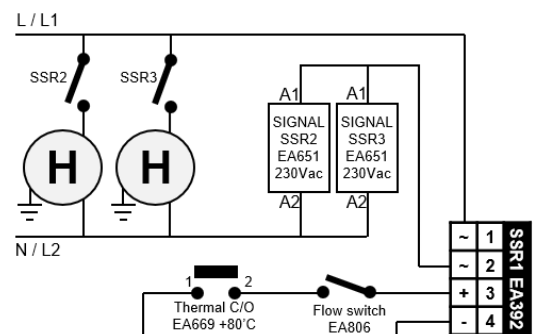 L / L1
SSR2
SSR3
H
H
A1
A1
SIGNAL
SSR2
EA651
230Vac
SIGNAL
SSR3
EA651
230Vac
A2
A2
N / L2
~ 1
~ 2
+ 3
- 4
SSR1 EA392
1
2
Thermal C/O
EA669 +80'C
Flow switch
EA806